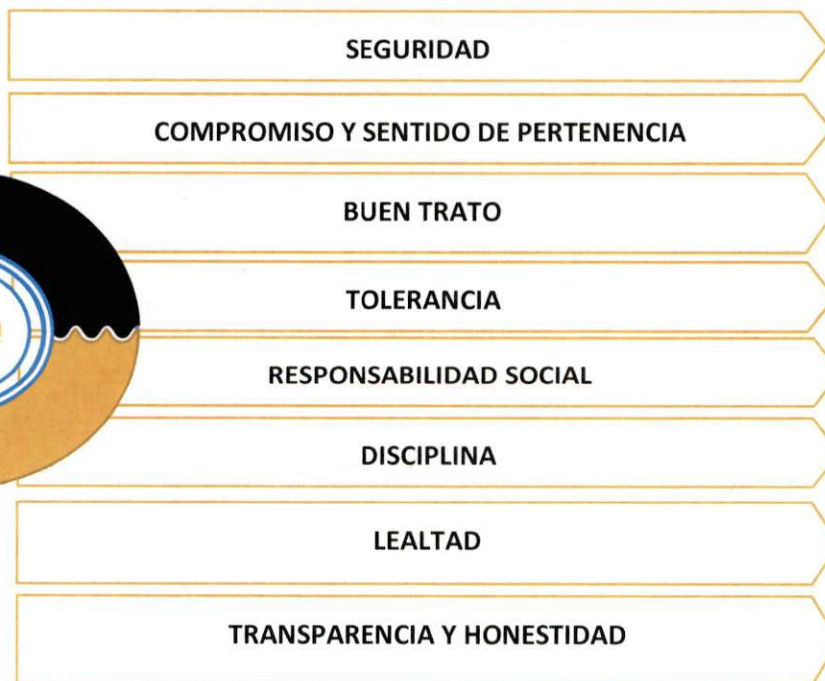 SEGURIDAD
COMPROMISO Y SENTIDO DE PERTENENCIA
BUEN TRATO
TOLERANCIA
RESPONSABILIDAD SOCIAL
DISCIPLINA
LEALTAD
TRANSPARENCIA Y HONESTIDAD